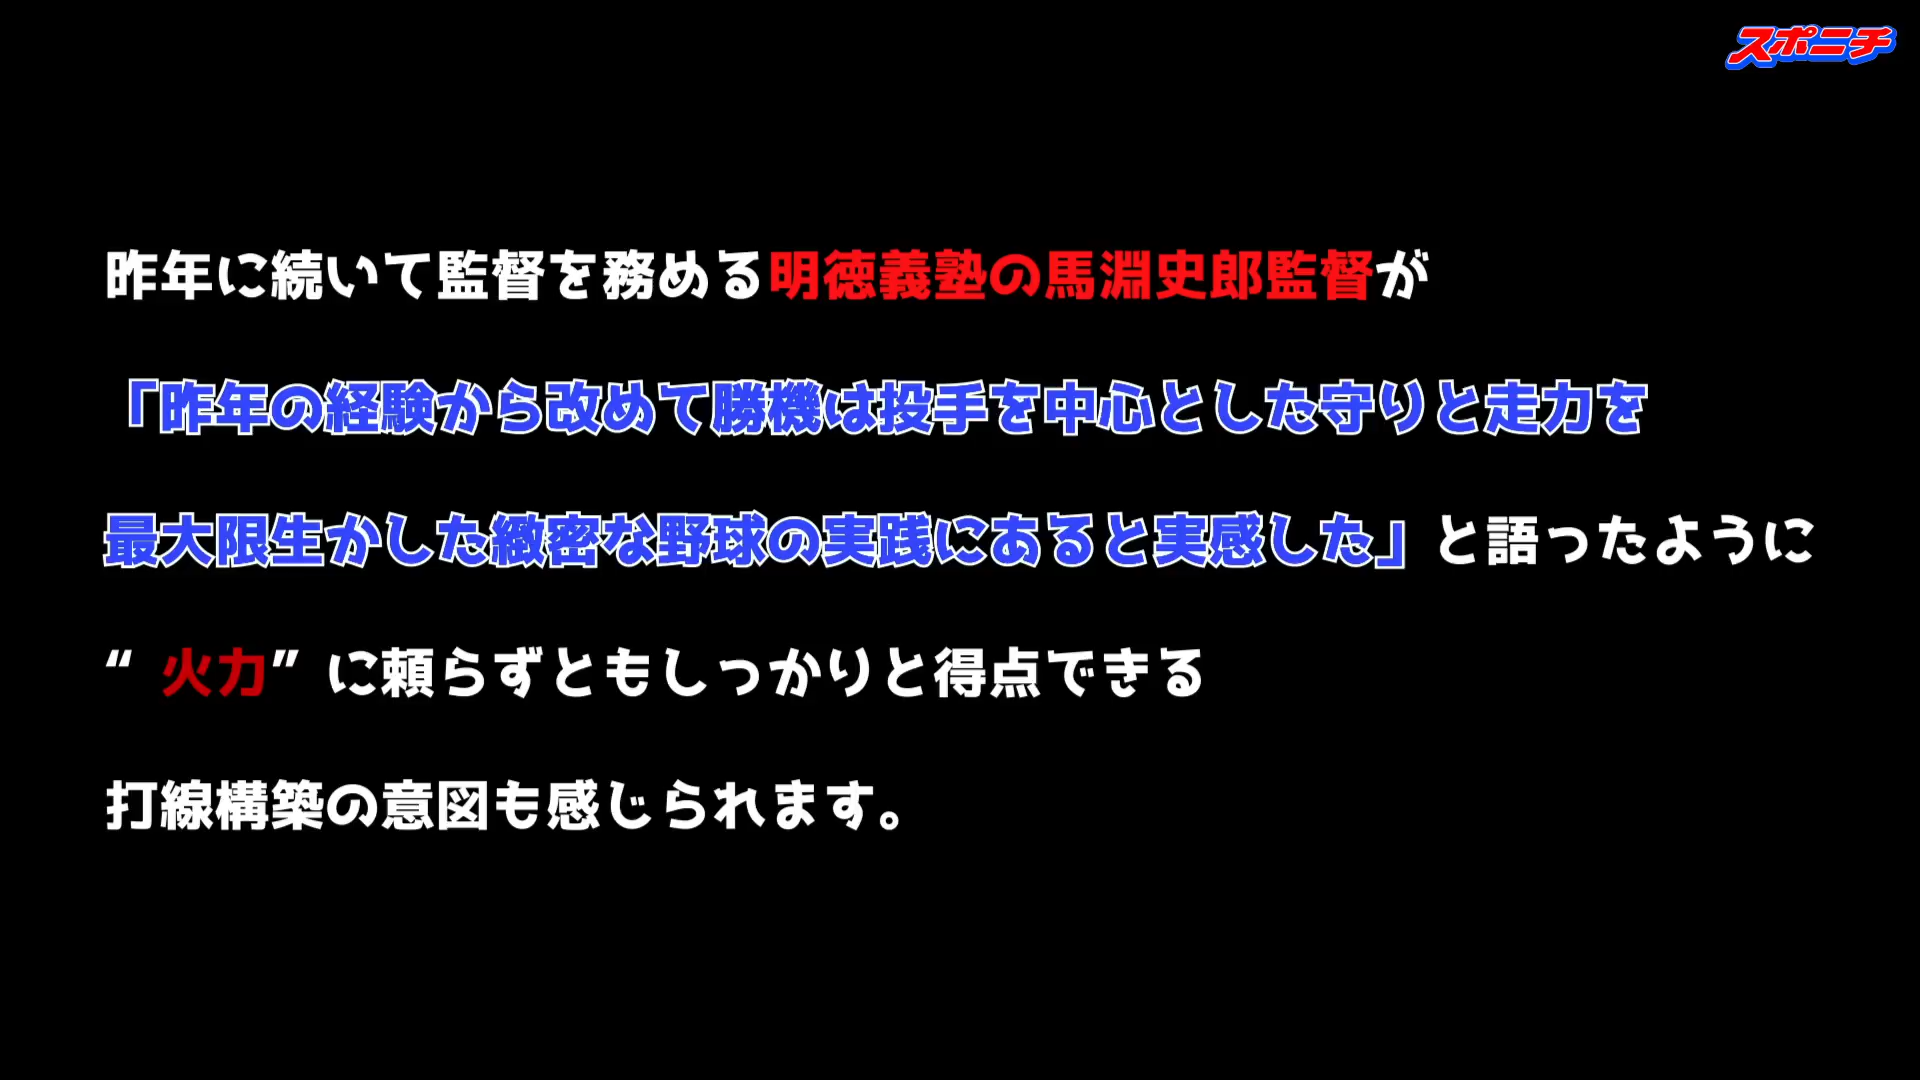 スポニチ
昨年に続いて監督を務める明徳義塾の馬淵史郎監督が
「昨年の経験から改めて勝機は投手を中心とした守りと走力を
最大限生かした緻密な野球の実践にあると実感した」と語ったように
“火力”に頼らずともしっかりと得点できる
打線構築の意図も感じられます。